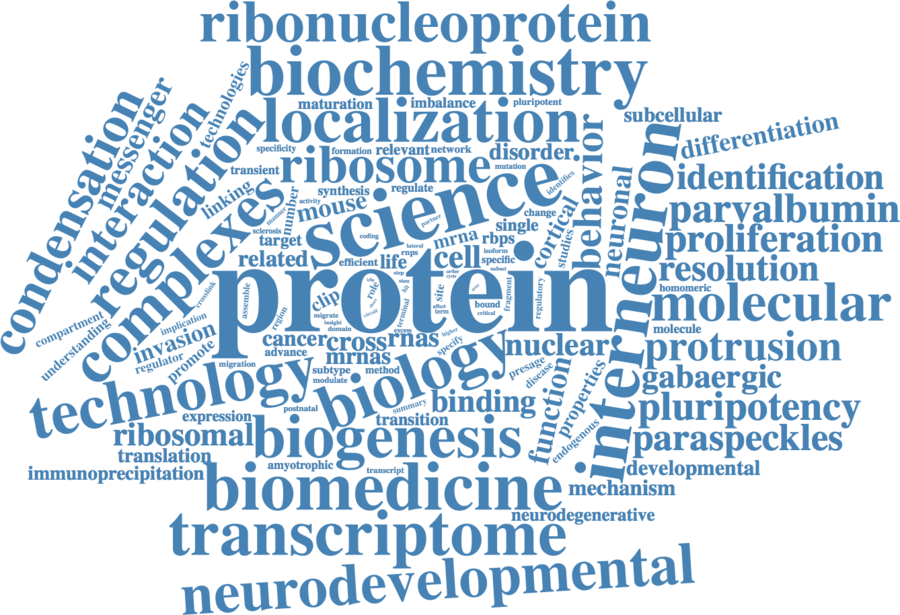 ribonucleoprotein
biochemistry
technologies
maturation
imbalance
pluripotent
subcellular
messenger
condensation
interaction
regulation
localization
behavior
differentiation
specificity
formation
relevant
network
disorder
mutation
transient
ribosome
identification
linking
number
synthesis
regulate
identifies
neuronal
interneuron
complexes
manner
activity
mouse
science
partner
change
cortical
parvalbumin
sclerosis
target
coding
lateral
mrna
rbps
single
studies
proliferation
related
efficient
life
rnps
cell
isoform
specific
subset
resolution
protein
homomeric
molecular
crosslink
assemble
region
clip
migrate
insight
domain
role
step
terminal
site
effect
term
bound
critical
fragment
regulatory
compartment
understanding
implication
invasion
regulator
promote
migration
cancer
advance
cross
excess
rnas
mrnas
higher
specify
nuclear
molecule
protrusion
technology
subtype
modulate
method
biology
presage
disease
function
properties
endogenous
gabaergic
postnatal
summary
transition
binding
pluripotency
expression
ribosomal
biogenesis
paraspeckles
translation
immunoprecipitation
amyotrophic
transcript
developmental
biomedicine
mechanism
transcriptome
neurodegenerative
neurodevelopmental